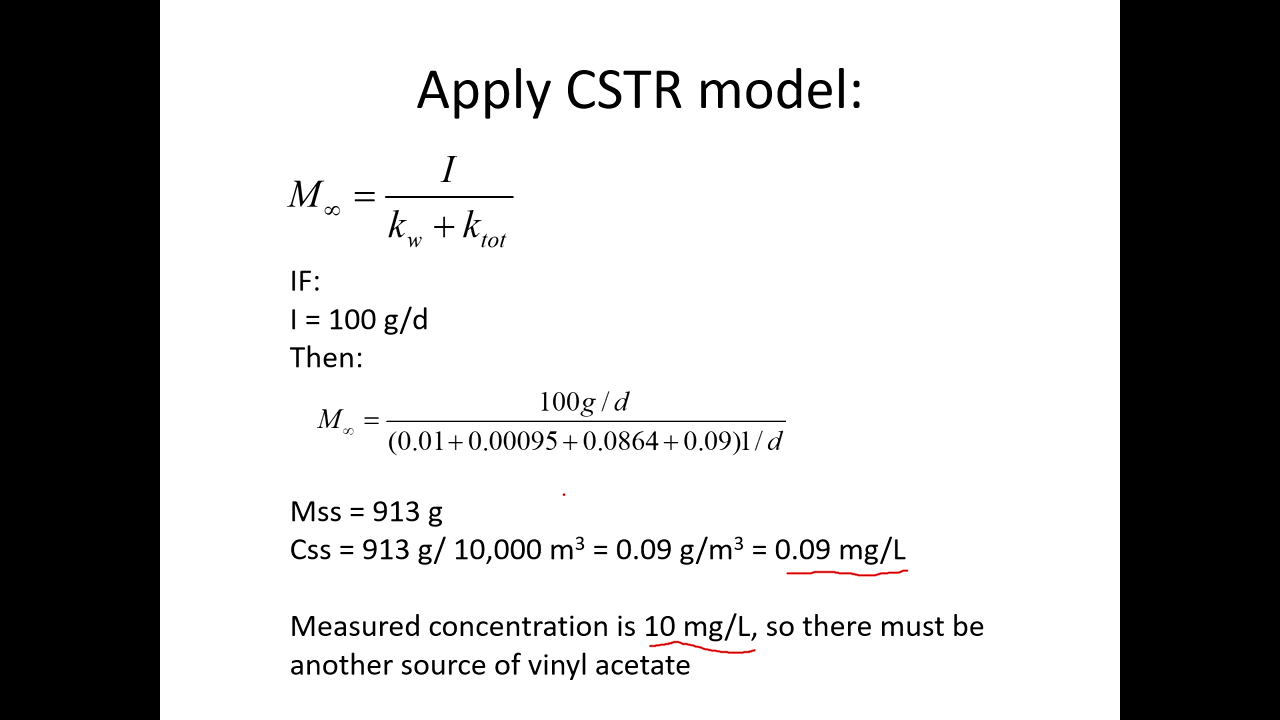 Apply CSTR model:
M∞ = I / (kw + ktot)
IF:
I = 100 g/d
Then:
M∞ = 100g / d / (0.01+0.00095+0.0864+0.09)1/ d
Mss = 913 g
Css = 913 g/ 10,000 m³ = 0.09 g/m³ = 0.09 mg/L
Measured concentration is 10 mg/L, so there must be
another source of vinyl acetate